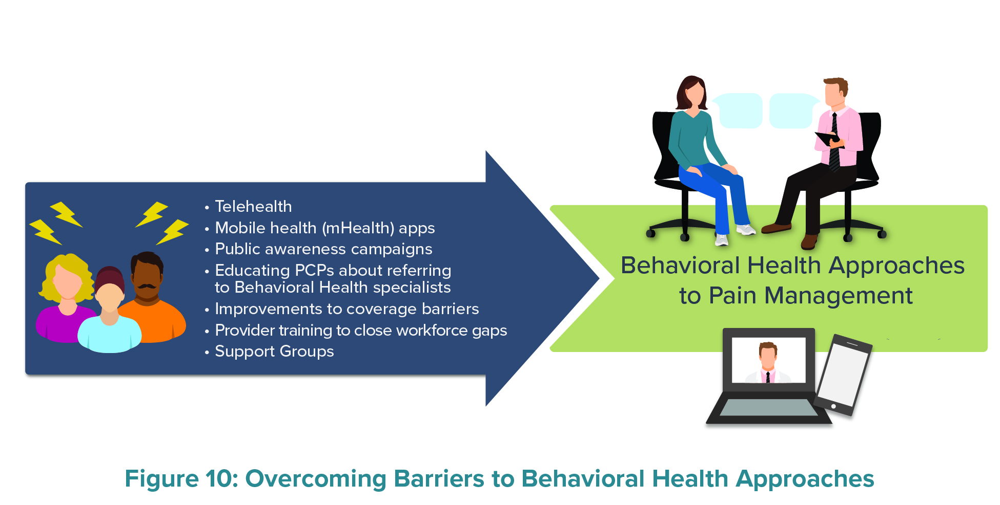 • Telehealth
• Mobile health (mHealth) apps
• Public awareness campaigns
• Educating PCPs about referring
to Behavioral Health specialists
• Improvements to coverage barriers
• Provider training to close workforce gaps
• Support Groups
Behavioral Health Approaches
to Pain Management
Figure 10: Overcoming Barriers to Behavioral Health Approaches